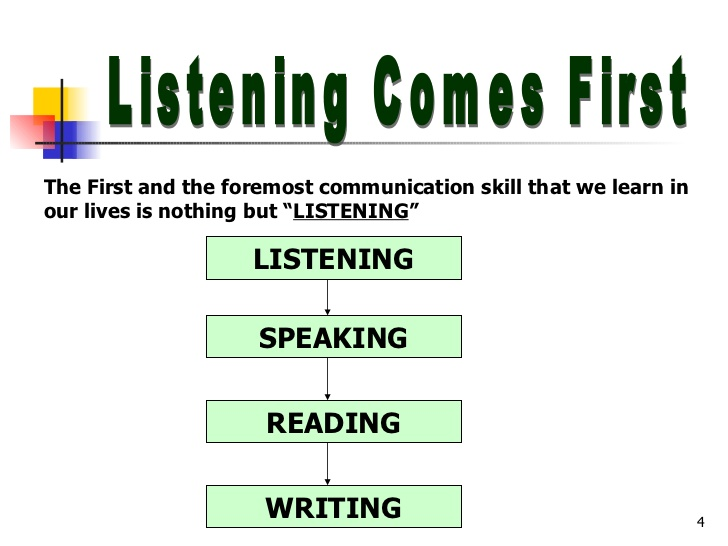 Listening Comes First
The First and the foremost communication skill that we learn in
our lives is nothing but “LISTENING”
LISTENING
SPEAKING
READING
WRITING
4